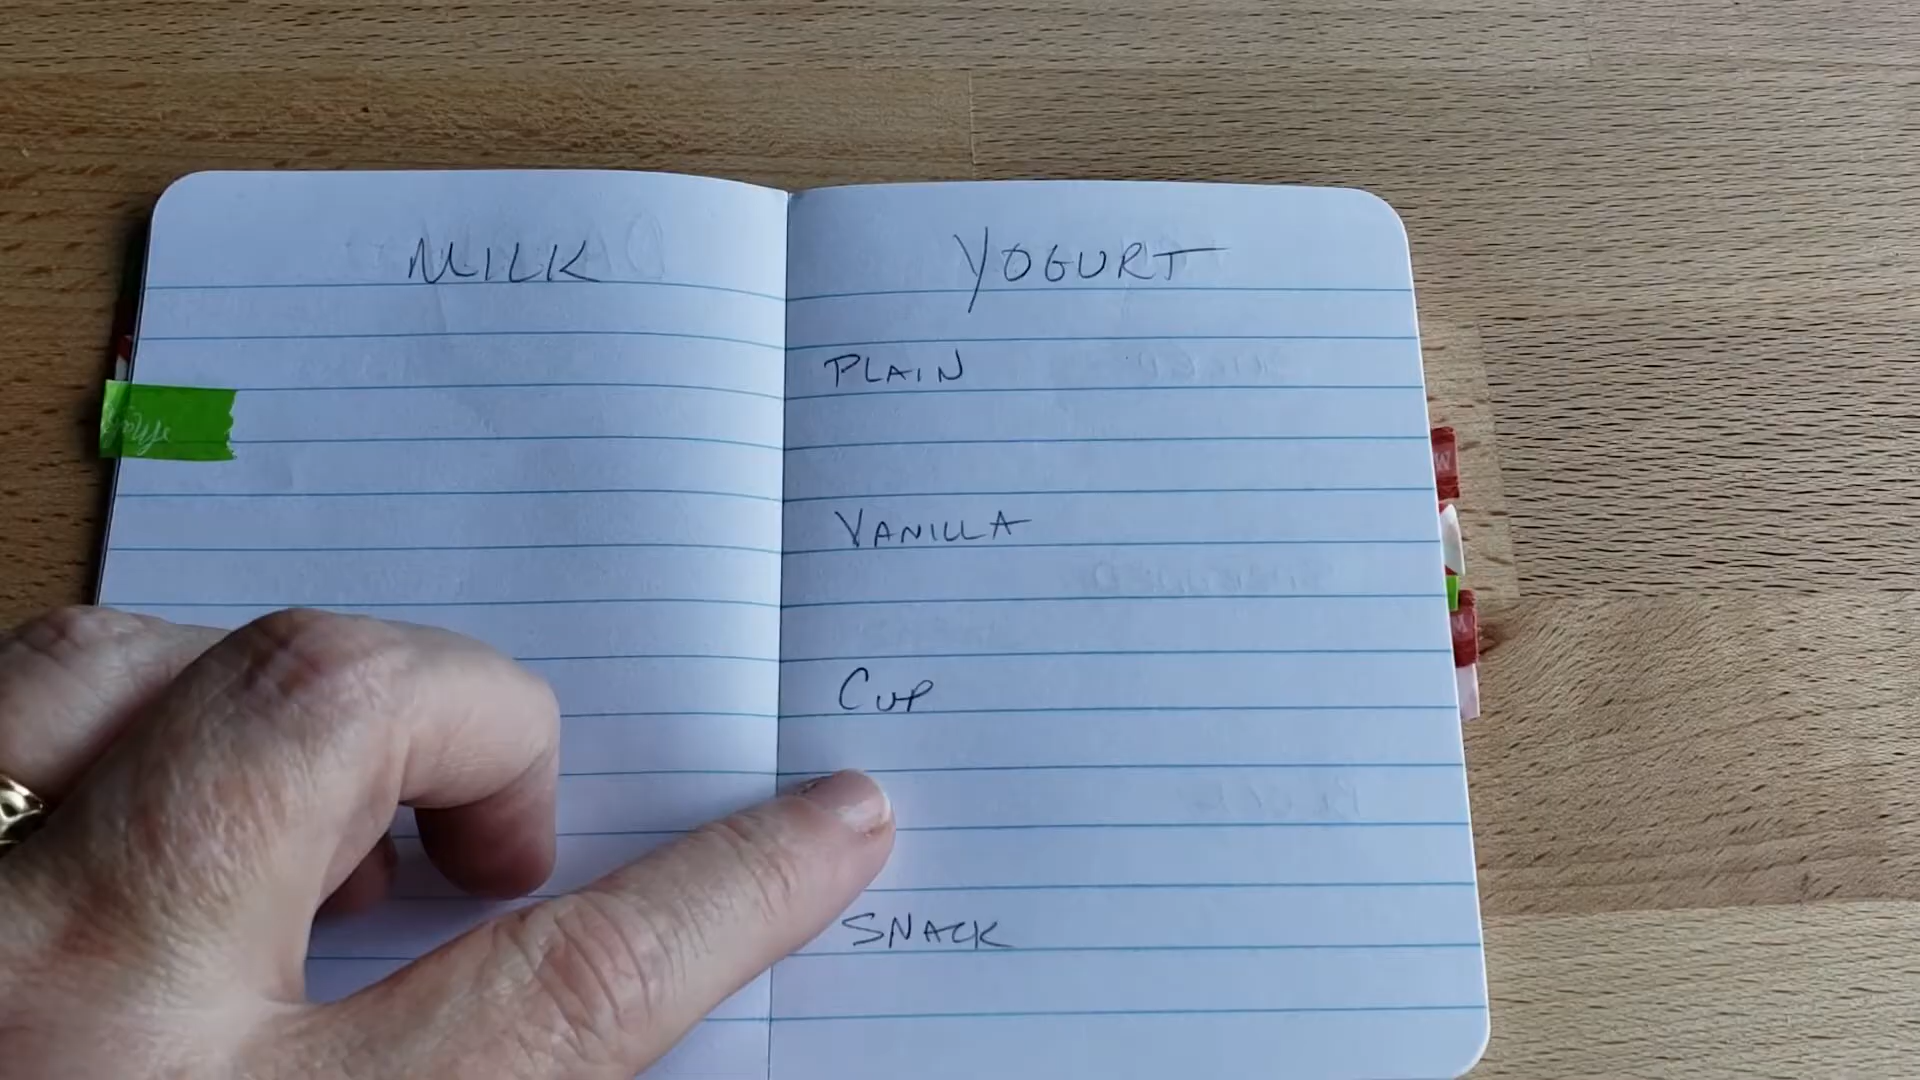 MILK
YOGURT
PLAIN
VANILLA
CUP
SNACK
M
M